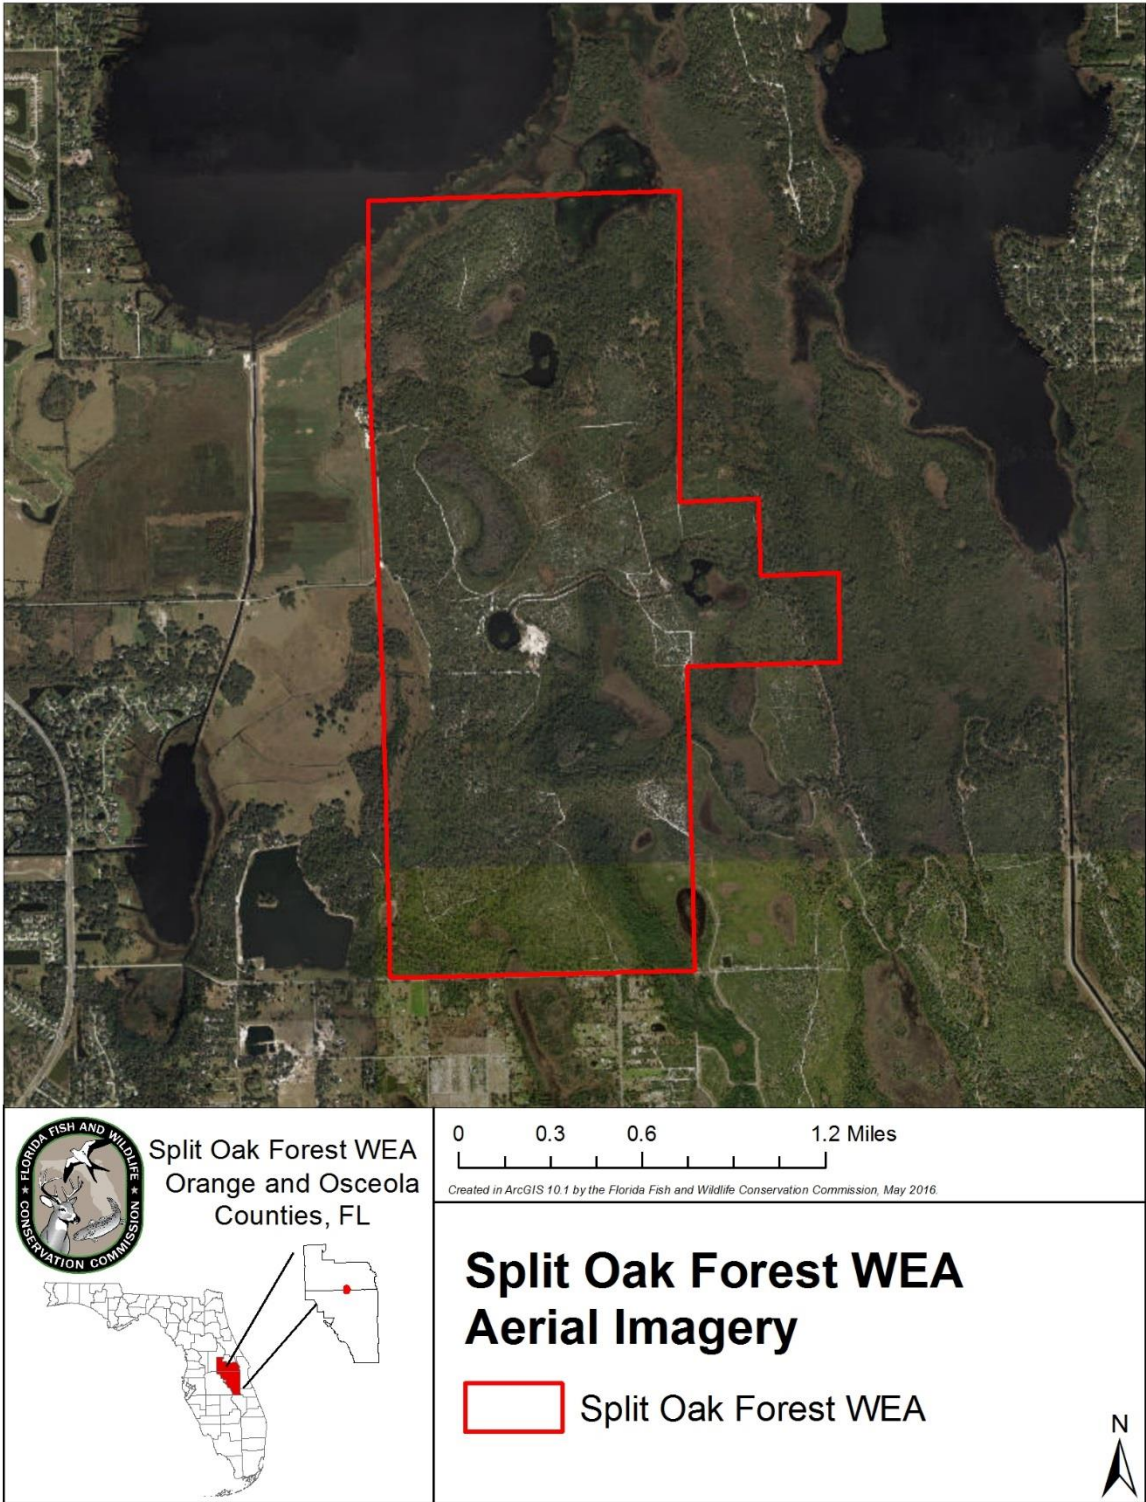 FLORIDA FISH AND WILDLIFE
CONSERVATION COMMISSION
Split Oak Forest WEA
Orange and Osceola
Counties, FL
0 0.3 0.6 1.2 Miles
Created in ArcGIS 10.1 by the Florida Fish and Wildlife Conservation Commission, May 2016.
Split Oak Forest WEA
Aerial Imagery
Split Oak Forest WEA
N